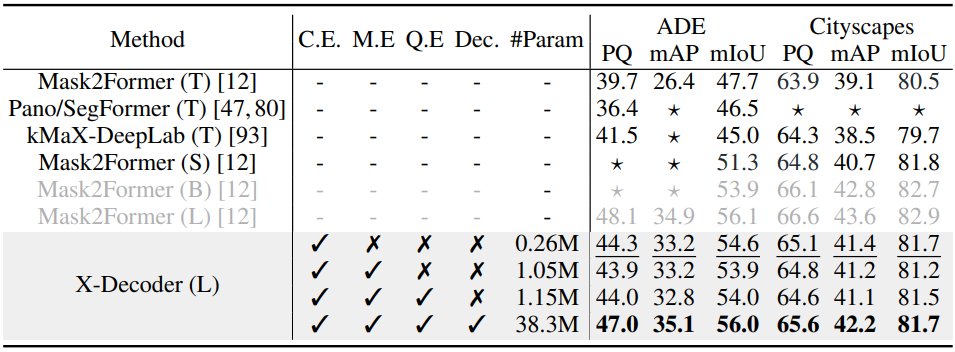 Method C.E. M.E Q.E Dec. #Param ADE Cityscapes
PQ mAP mIoU PQ mAP mIoU
Mask2Former (T) [12] - - - - - 39.7 26.4 47.7 63.9 39.1 80.5
Pano/SegFormer (T) [47, 80] - - - - - 36.4 ⋆ 46.5 ⋆ ⋆ ⋆
kMaX-DeepLab (T) [93] - - - - - 41.5 ⋆ 45.0 64.3 38.5 79.7
Mask2Former (S) [12] - - - - - ⋆ ⋆ 51.3 64.8 40.7 81.8
Mask2Former (B) [12] - - - - - ⋆ ⋆ 53.9 66.1 42.8 82.7
Mask2Former (L) [12] - - - - - 48.1 34.9 56.1 66.6 43.6 82.9
X-Decoder (L)
✓ ✗ ✗ ✗ 0.26M 44.3 33.2 54.6 65.1 41.4 81.7
✓ ✓ ✗ ✗ 1.05M 43.9 33.2 53.9 64.8 41.2 81.2
✓ ✓ ✓ ✗ 1.15M 44.0 32.8 54.0 64.6 41.1 81.5
✓ ✓ ✓ ✓ 38.3M 47.0 35.1 56.0 65.6 42.2 81.7